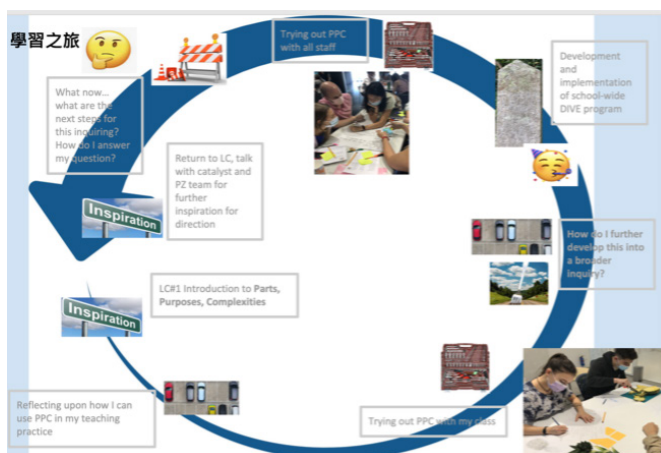 學習之旅
Trying out PPC
with all staff
Development
and
implementation
of school-wide
DIVE program
What now…
what are the
next steps for
this inquiring?
How do I answer
my question?
Return to LC, talk
with catalyst and
PZ team for
further
inspiration for
direction
Inspiration
How do I further
develop this into
a broader
inquiry?
LC#1 Introduction to Parts,
Purposes, Complexities
Inspiration
Reflecting upon how I can
use PPC in my teaching
practice
Trying out PPC with my class